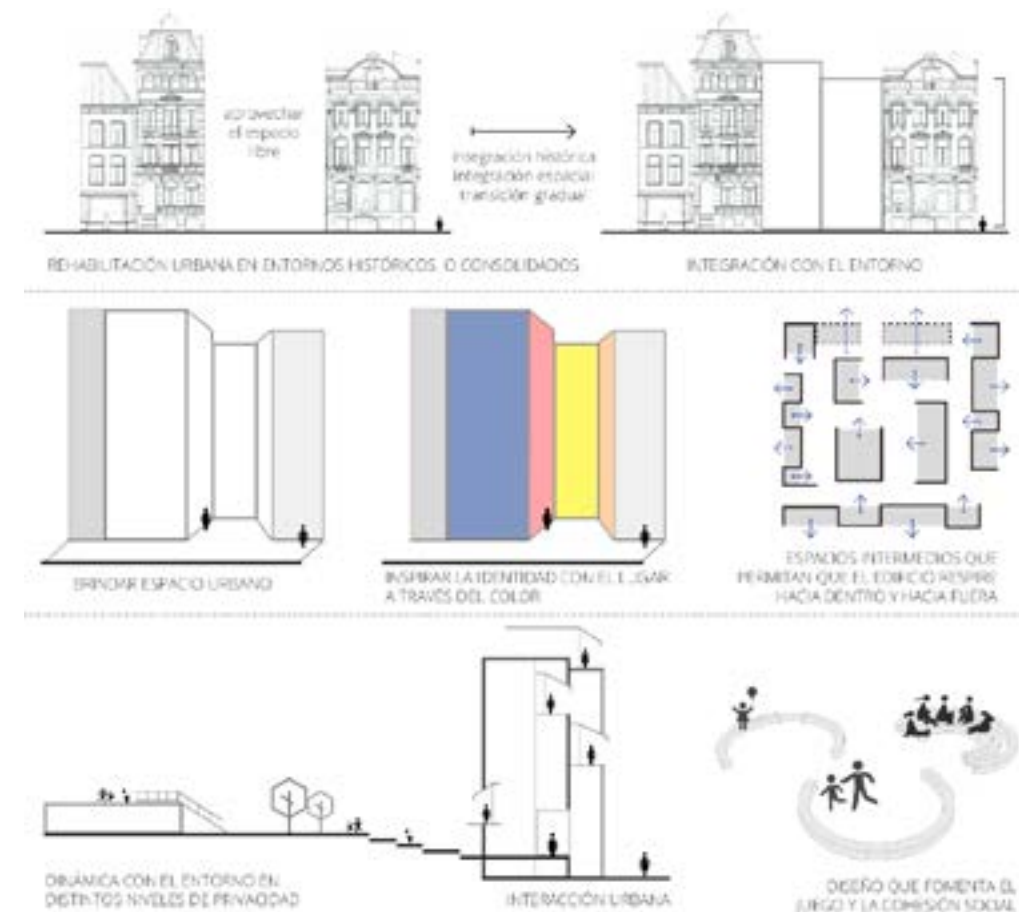 aprovechar
el espacio
libre
integración histórica
integración espacial
transición gradual
REHABILITACIÓN URBANA EN ENTORNOS HISTÓRICOS O CONSOLIDADOS
INTEGRACIÓN CON EL ENTORNO
BRINDAR ESPACIO URBANO
INSPIRAR LA IDENTIDAD CON EL LUGAR
A TRAVÉS DEL COLOR
ESPACIOS INTERMEDIOS QUE
PERMITAN QUE EL EDIFICIO RESPIRE
HACIA DENTRO Y HACIA FUERA
DINÁMICA CON EL ENTORNO EN
DISTINTOS NIVELES DE PRIVACIDAD
INTERACCIÓN URBANA
DISEÑO QUE FOMENTA EL
JUEGO Y LA COHESIÓN SOCIAL